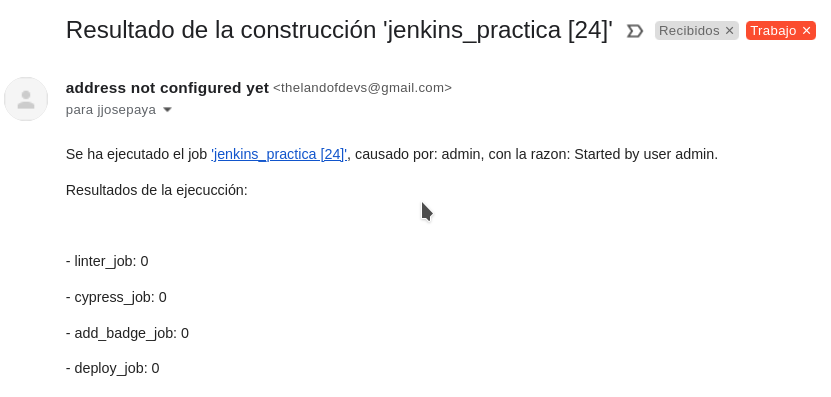 Resultado de la construcción 'jenkins_practica [24]' Recibidos × Trabajo ×
address not configured yet <thelandofdevs@gmail.com>
para jjosepaya
Se ha ejecutado el job 'jenkins_practica [24]', causado por: admin, con la razon: Started by user admin.
Resultados de la ejecucción:
- linter_job: 0
- cypress_job: 0
- add_badge_job: 0
- deploy_job: 0